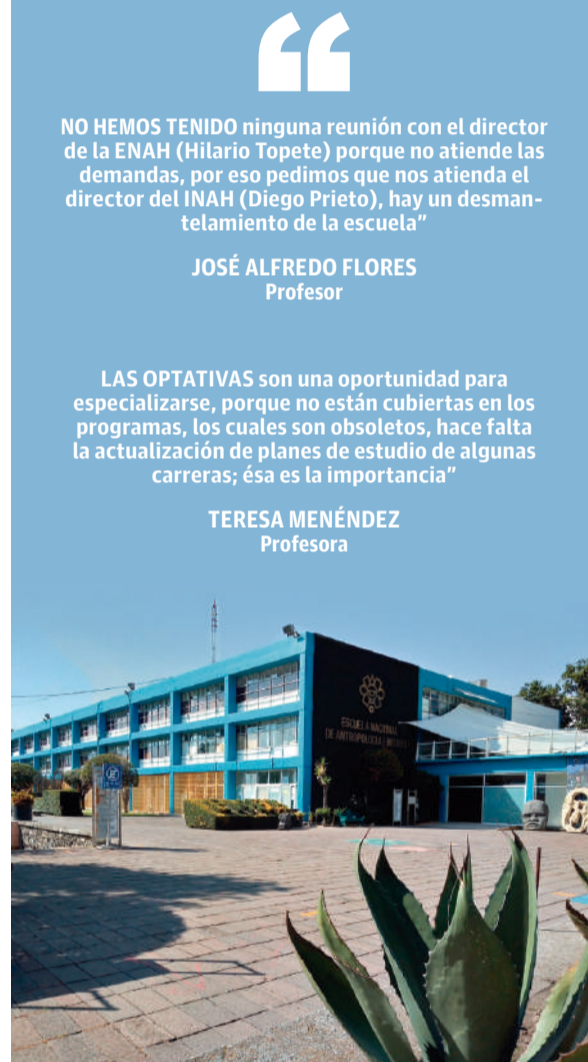 NO HEMOS TENIDO ninguna reunión con el director
de la ENAH (Hilario Topete) porque no atiende las
demandas, por eso pedimos que nos atienda el
director del INAH (Diego Prieto), hay un desman-
telamiento de la escuela”
JOSÉ ALFREDO FLORES
Profesor
LAS OPTATIVAS son una oportunidad para
especializarse, porque no están cubiertas en los
programas, los cuales son obsoletos, hace falta
la actualización de planes de estudio de algunas
carreras; ésa es la importancia”
TERESA MENÉNDEZ
Profesora
ESCUELA NACIONAL
DE ANTROPOLOGÍA